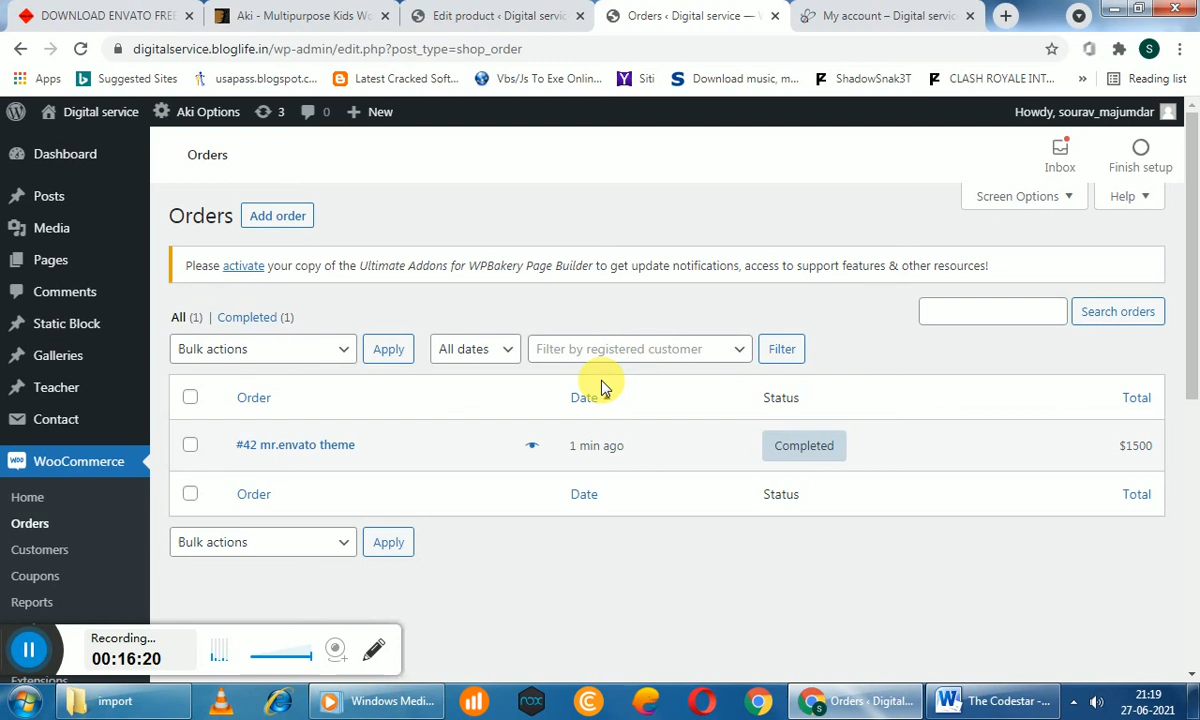 DOWNLOAD ENVATO FREE
Aki - Multipurpose Kids Wo
Edit product ‹ Digital servic
Orders ‹ Digital service —
My account – Digital servic
digitalservice.bloglife.in/wp-admin/edit.php?post_type=shop_order
S
Apps
Suggested Sites
usapass.blogspot.c...
Latest Cracked Soft...
Vbs/Js To Exe Onlin...
Siti
Download music, m...
ShadowSnak3T
CLASH ROYALE INT...
»
Reading list
Digital service
Aki Options
3
0
New
Howdy, sourav_majumdar
Dashboard
Posts
Media
Pages
Comments
Static Block
Galleries
Teacher
Contact
WooCommerce
Home
Orders
Customers
Coupons
Reports
Extensions
Orders
Inbox
Finish setup
Screen Options
Help
Orders
Add order
Please activate your copy of the Ultimate Addons for WPBakery Page Builder to get update notifications, access to support features & other resources!
All (1) | Completed (1)
Search orders
Bulk actions
Apply
All dates
Filter by registered customer
Filter
Order
Date
Status
Total
#42 mr.envato theme
1 min ago
Completed
$1500
Order
Date
Status
Total
Bulk actions
Apply
Recording...
00:16:20
import
Windows Medi...
nox
Orders ‹ Digital...
The Codestar -...
21:19
27-06-2021